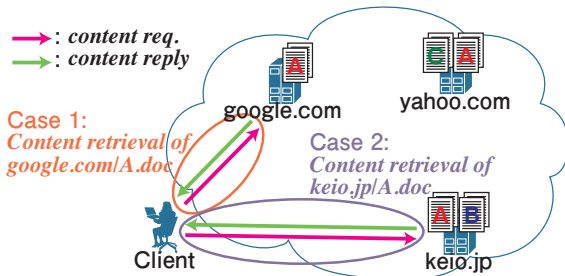 : content req.
: content reply
A
C A
google.com
yahoo.com
Case 1:
Content retrieval of
google.com/A.doc
Case 2:
Content retrieval of
keio.jp/A.doc
A B
Client
keio.jp